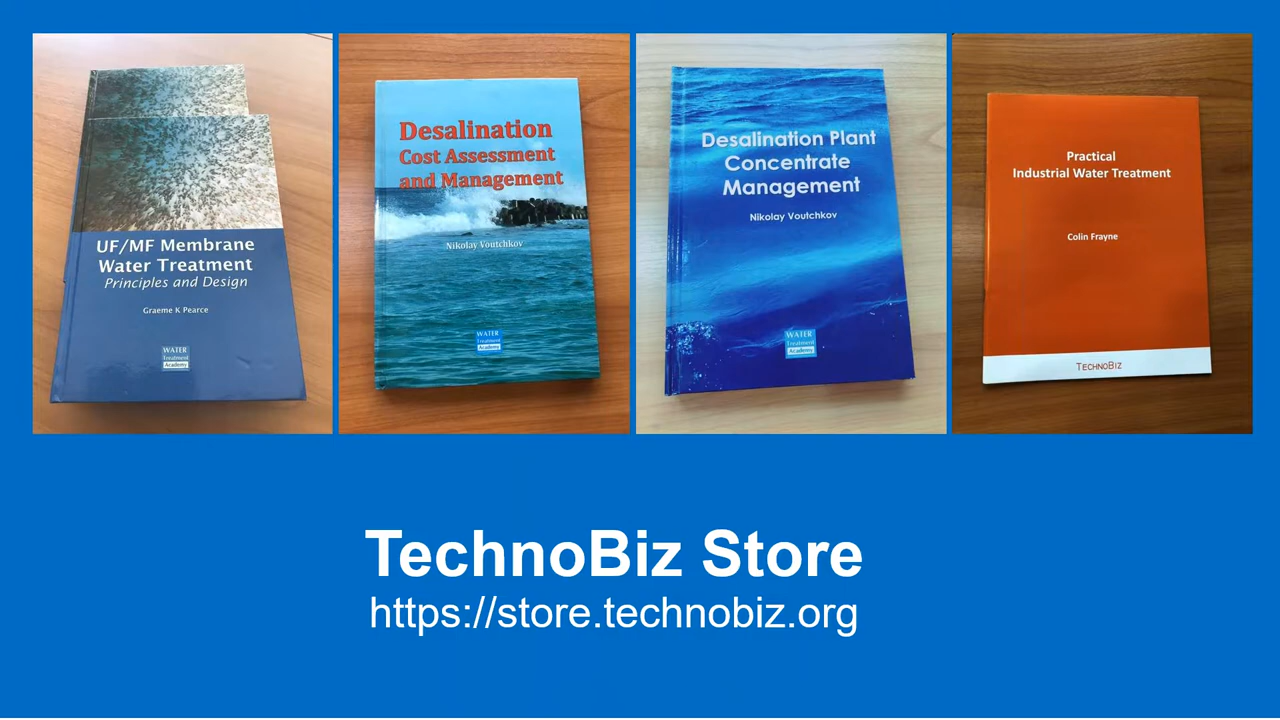 UF/MF Membrane
Water Treatment
Principles and Design
Graeme K Pearce
WATER
Treatment
Academy
Desalination
Cost Assessment
and Management
Nikolay Voutchkov
WATER
Treatment
Academy
Desalination Plant
Concentrate
Management
Nikolay Voutchkov
WATER
Treatment
Academy
Practical
Industrial Water Treatment
Colin Frayne
TECHNOBIZ
TechnoBiz Store
https://store.technobiz.org